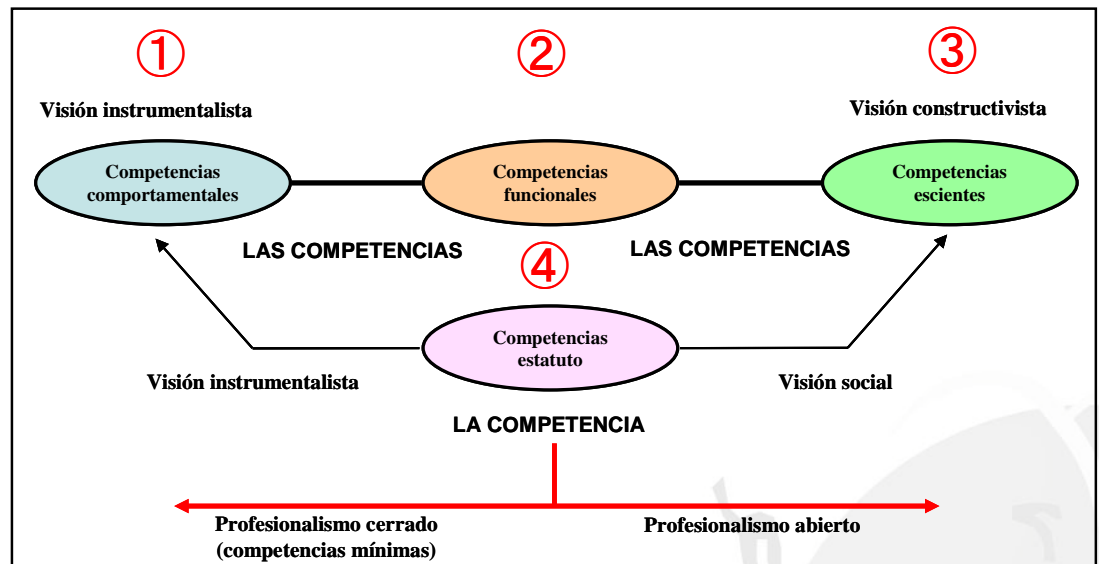 ①
②
③
Visión instrumentalista
Visión constructivista
Competencias
comportamentales
Competencias
funcionales
Competencias
escientes
LAS COMPETENCIAS
LAS COMPETENCIAS
④
Competencias
estatuto
Visión instrumentalista
Visión social
LA COMPETENCIA
Profesionalismo cerrado
(competencias mínimas)
Profesionalismo abierto